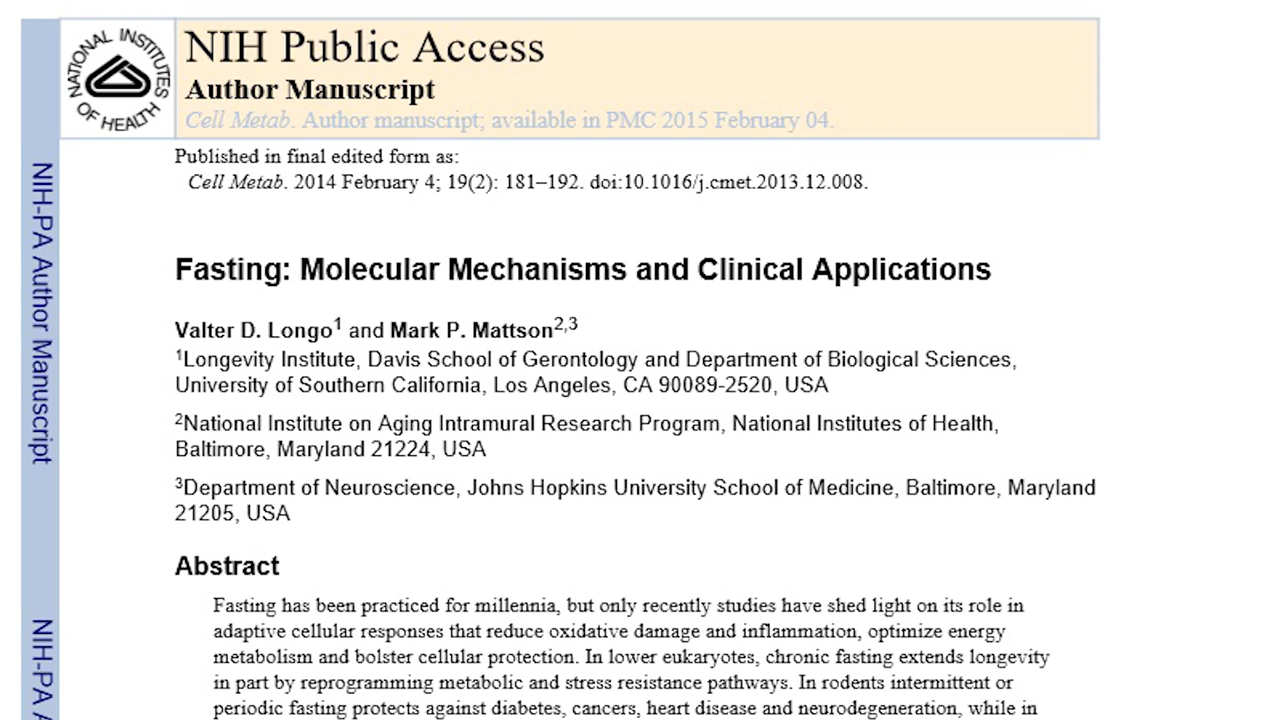 NATIONAL INSTITUTES OF HEALTH
NIH Public Access
Author Manuscript
Cell Metab. Author manuscript; available in PMC 2015 February 04.
Published in final edited form as:
Cell Metab. 2014 February 4; 19(2): 181–192. doi:10.1016/j.cmet.2013.12.008.
Fasting: Molecular Mechanisms and Clinical Applications
Valter D. Longo1 and Mark P. Mattson2,3
1Longevity Institute, Davis School of Gerontology and Department of Biological Sciences,
University of Southern California, Los Angeles, CA 90089-2520, USA
2National Institute on Aging Intramural Research Program, National Institutes of Health,
Baltimore, Maryland 21224, USA
3Department of Neuroscience, Johns Hopkins University School of Medicine, Baltimore, Maryland
21205, USA
Abstract
Fasting has been practiced for millennia, but only recently studies have shed light on its role in
adaptive cellular responses that reduce oxidative damage and inflammation, optimize energy
metabolism and bolster cellular protection. In lower eukaryotes, chronic fasting extends longevity
in part by reprogramming metabolic and stress resistance pathways. In rodents intermittent or
periodic fasting protects against diabetes, cancers, heart disease and neurodegeneration, while in
NIH-PA Author Manuscript
NIH-PA A